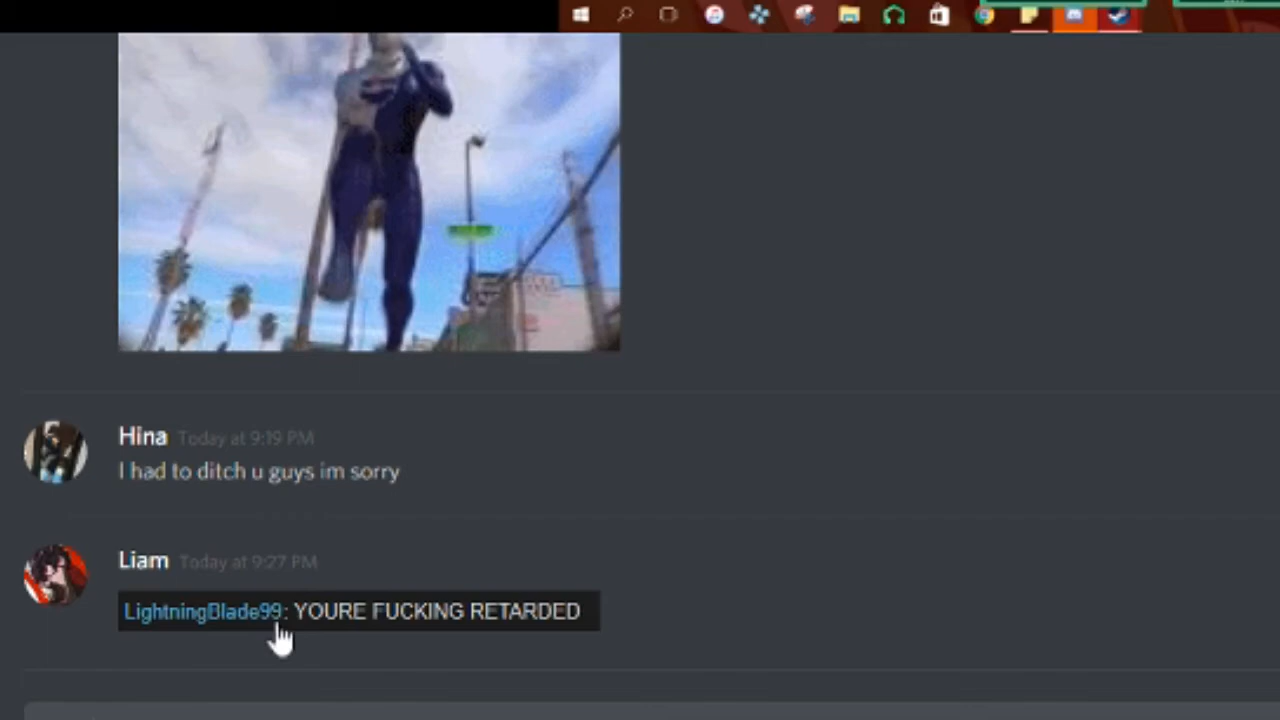 Hina Today at 9:19 PM
I had to ditch u guys im sorry
Liam Today at 9:27 PM
LightningBlade99: YOURE FUCKING RETARDED